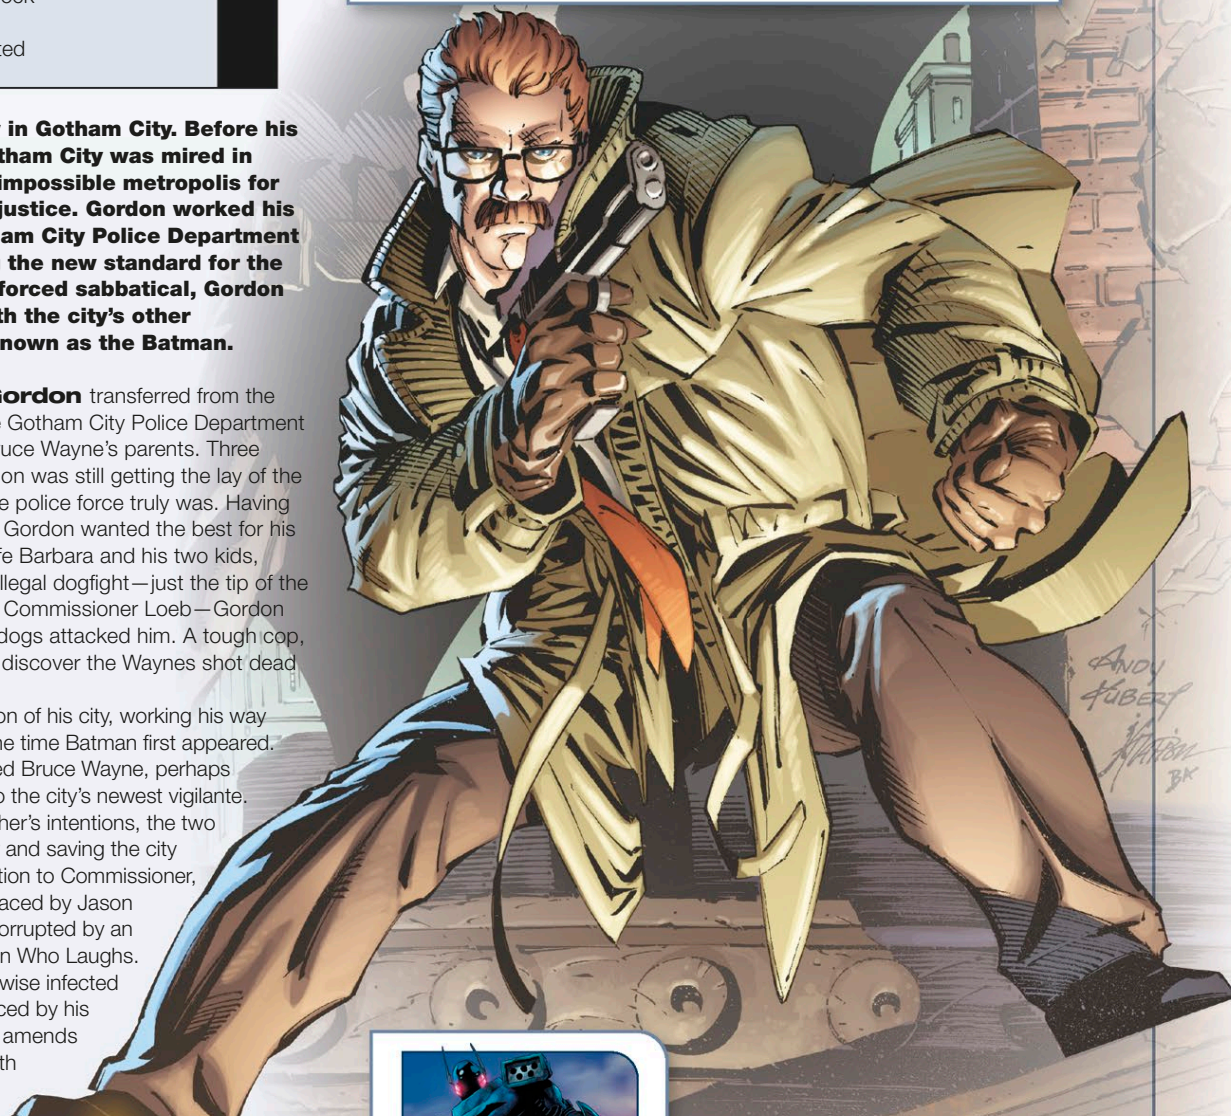 ted
in Gotham City. Before his
tham City was mired in
impossible metropolis for
justice. Gordon worked his
am City Police Department
the new standard for the
forced sabbatical, Gordon
th the city's other
nown as the Batman.
Gordon transferred from the
e Gotham City Police Department
uce Wayne's parents. Three
on was still getting the lay of the
e police force truly was. Having
Gordon wanted the best for his
fe Barbara and his two kids,
illegal dogfight—just the tip of the
Commissioner Loeb—Gordon
dogs attacked him. A tough cop,
discover the Waynes shot dead
on of his city, working his way
ne time Batman first appeared.
ed Bruce Wayne, perhaps
o the city's newest vigilante.
her's intentions, the two
and saving the city
tion to Commissioner,
aced by Jason
orrupted by an
n Who Laughs.
wise infected
ced by his
amends
th
ANDY
KUBERT
BK